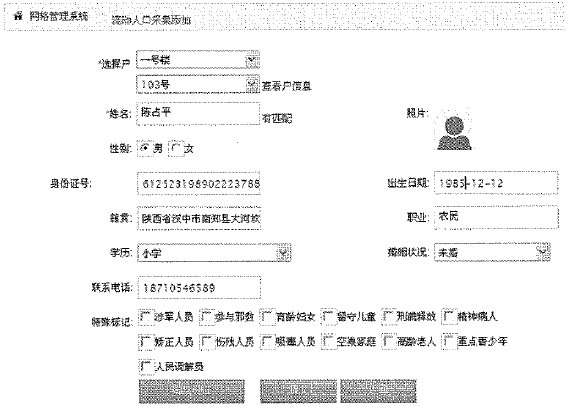 网格管理系统 流动人口采集添加
*选择户 一号楼
103号 查看户信息
*姓名: 陈占平 有匹配 照片:
性别: 男 女
身份证号: 612523198902223788 出生日期: 1985-12-12
籍贯: 陕西省汉中市南郑县大河坎 职业: 农民
学历: 小学 婚姻状况: 未婚
联系电话: 18710546589
特殊标记: 涉军人员 参与邪教 育龄妇女 留守儿童 刑满释放 精神病人
矫正人员 伤残人员 吸毒人员 空巢家庭 高龄老人 重点青少年
人民调解员